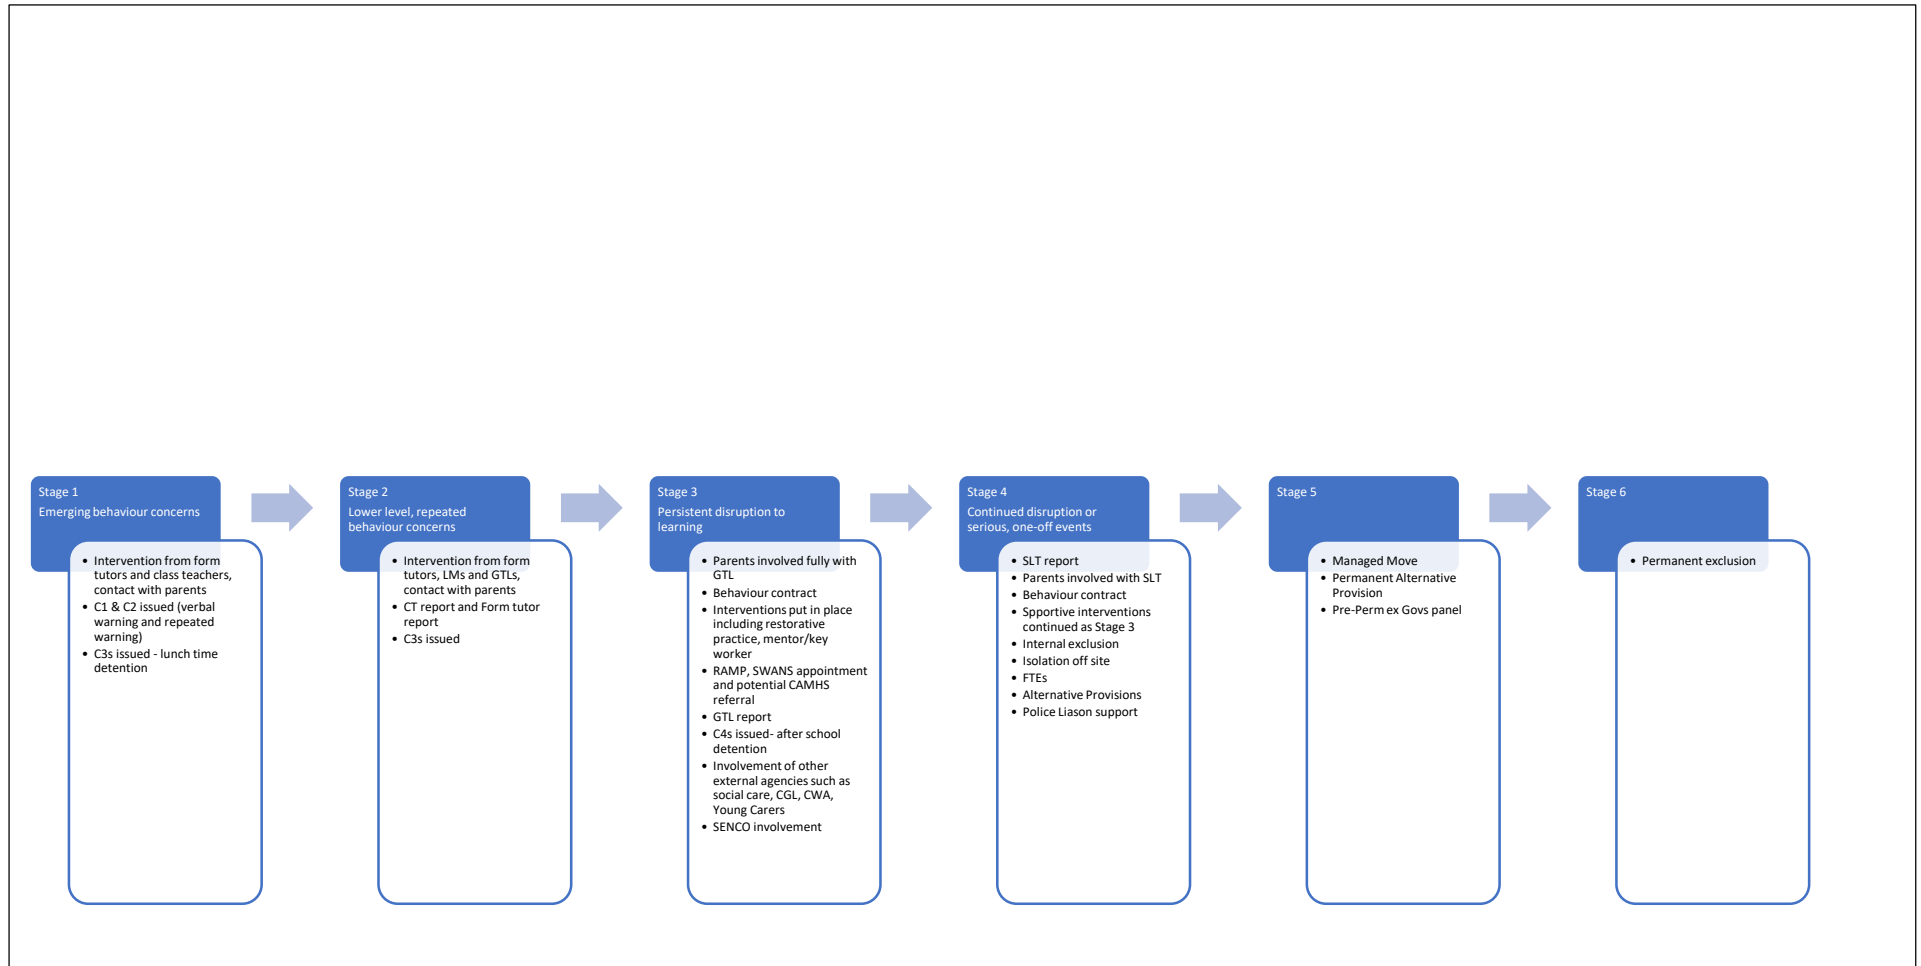 Stage 1
Emerging behaviour concerns
• Intervention from form
tutors and class teachers,
contact with parents
• C1 & C2 issued (verbal
warning and repeated
warning)
• C3s issued - lunch time
detention
Stage 2
Lower level, repeated
behaviour concerns
• Intervention from form
tutors, LMs and GTLs,
contact with parents
• CT report and Form tutor
report
• C3s issued
Stage 3
Persistent disruption to
learning
• Parents involved fully with
GTL
• Behaviour contract
• Interventions put in place
including restorative
practice, mentor/key
worker
• RAMP, SWANS appointment
and potential CAMHS
referral
• GTL report
• C4s issued- after school
detention
• Involvement of other
external agencies such as
social care, CGL, CWA,
Young Carers
• SENCO involvement
Stage 4
Continued disruption or
serious, one-off events
• SLT report
• Parents involved with SLT
• Behaviour contract
• Spportive interventions
continued as Stage 3
• Internal exclusion
• Isolation off site
• FTEs
• Alternative Provisions
• Police Liason support
Stage 5
• Managed Move
• Permanent Alternative
Provision
• Pre-Perm ex Govs panel
Stage 6
• Permanent exclusion